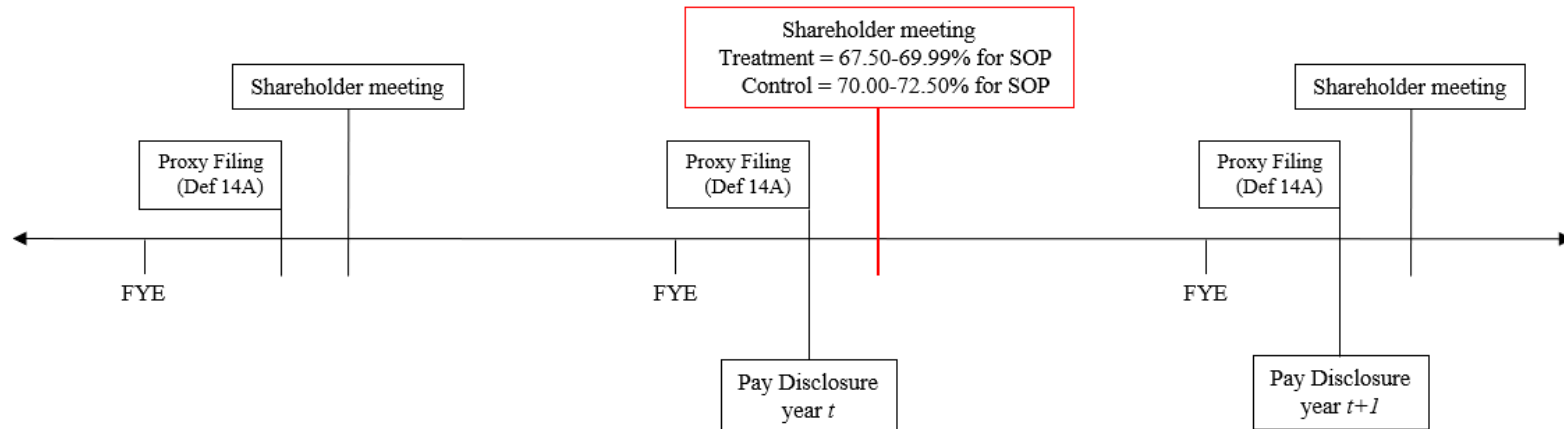 Shareholder meeting
Treatment = 67.50-69.99% for SOP
Control = 70.00-72.50% for SOP
Shareholder meeting
Shareholder meeting
Proxy Filing
(Def 14A)
Proxy Filing
(Def 14A)
Proxy Filing
(Def 14A)
FYE
FYE
FYE
Pay Disclosure
year t
Pay Disclosure
year t+1